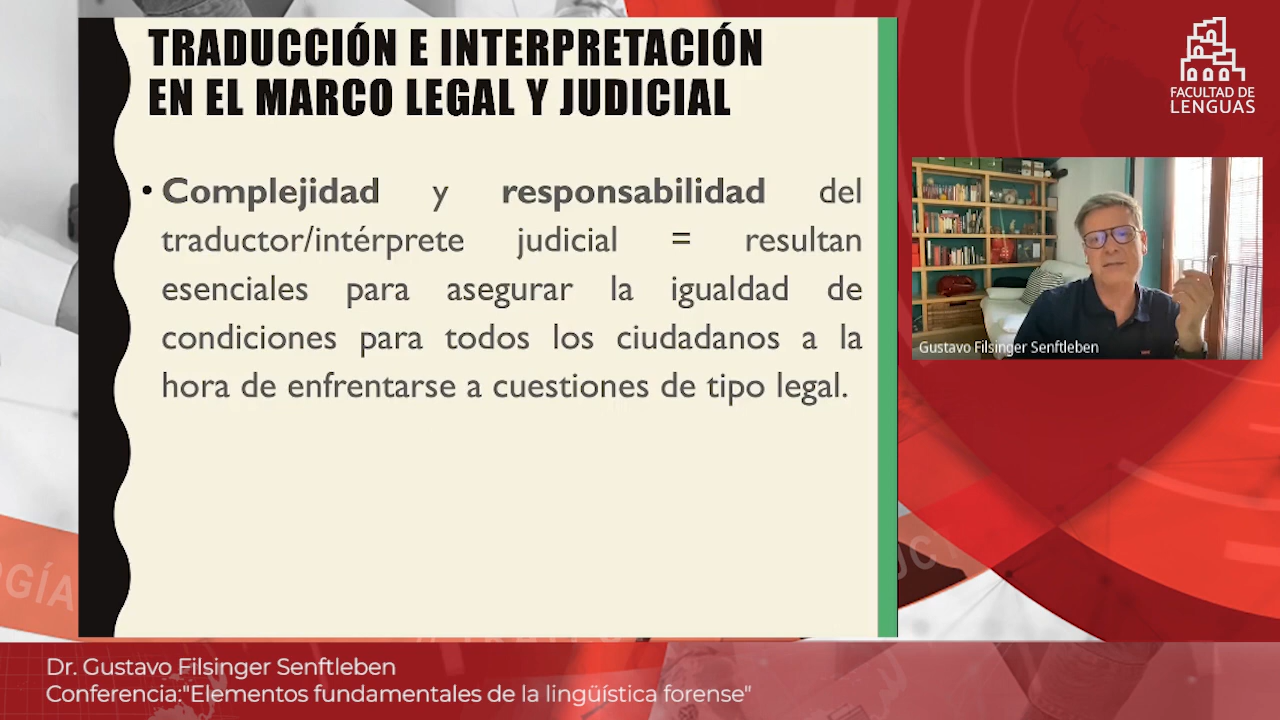 TRADUCCIÓN E INTERPRETACIÓN
EN EL MARCO LEGAL Y JUDICIAL
• Complejidad y responsabilidad del
traductor/intérprete judicial = resultan
esenciales para asegurar la igualdad de
condiciones para todos los ciudadanos a la
hora de enfrentarse a cuestiones de tipo legal.
FACULTAD DE
LENGUAS
Gustavo Filsinger Senftleben
Dr. Gustavo Filsinger Senftleben
Conferencia:"Elementos fundamentales de la lingüística forense"